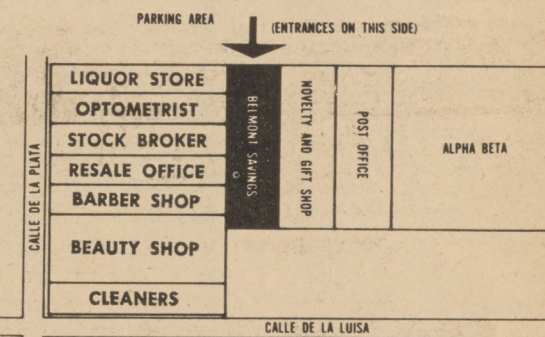 PARKING AREA
(ENTRANCES ON THIS SIDE)
LIQUOR STORE
OPTOMETRIST
STOCK BROKER
RESALE OFFICE
BARBER SHOP
BEAUTY SHOP
CLEANERS
BELMONT SAVINGS
NOVELTY AND GIFT SHOP
POST OFFICE
ALPHA BETA
CALLE DE LA PLATA
CALLE DE LA LUISA